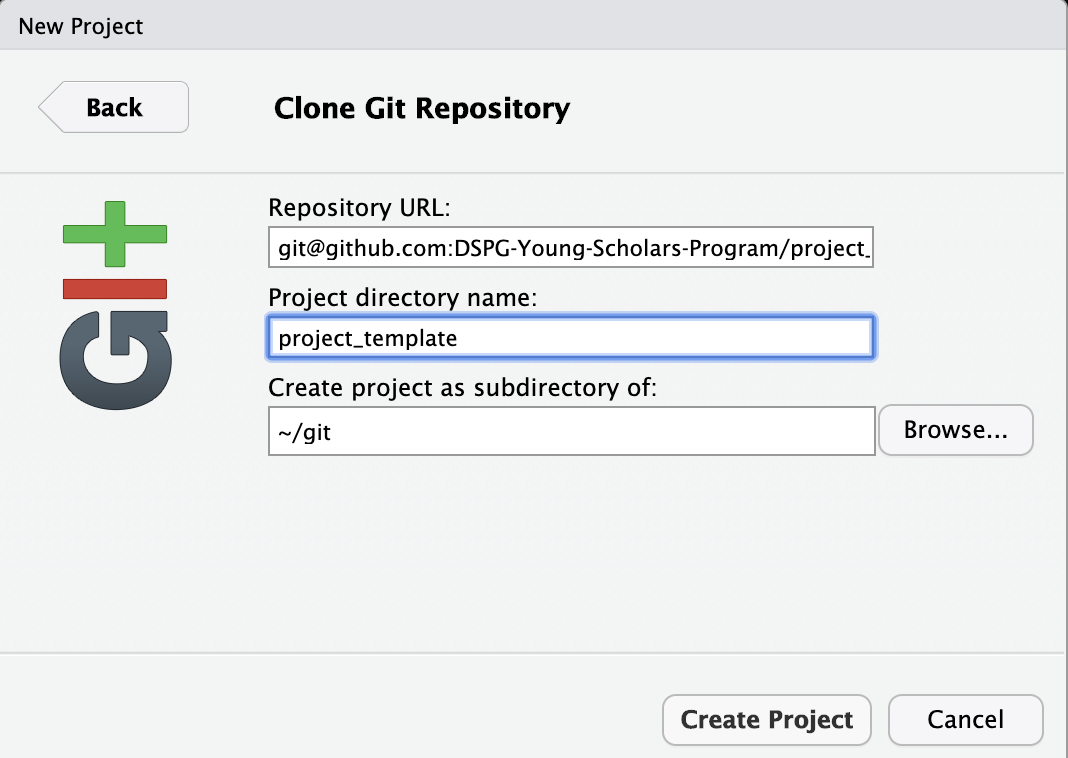 New Project
Back
Clone Git Repository
Repository URL:
git@github.com:DSPG-Young-Scholars-Program/project_
Project directory name:
project_template
Create project as subdirectory of:
~/git
Browse...
Create Project
Cancel
GIT